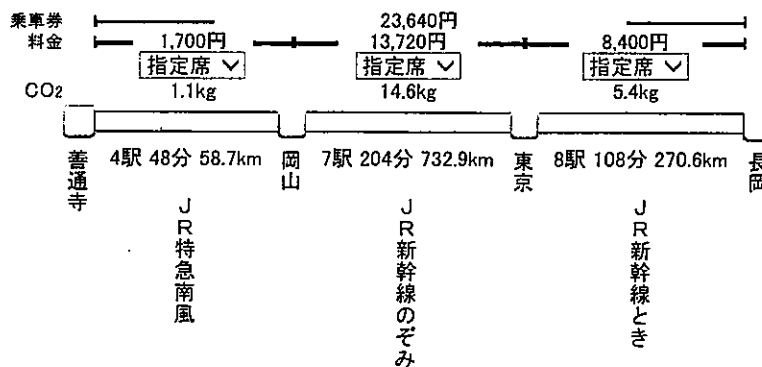 乗車券 23,640円
料金 1,700円 13,720円 8,400円
指定席 指定席 指定席
CO2 1.1kg 14.6kg 5.4kg
善通寺 4駅 48分 58.7km 岡山 7駅 204分 732.9km 東京 8駅 108分 270.6km 長岡
JR特急南風
JR新幹線のぞみ
JR新幹線とき